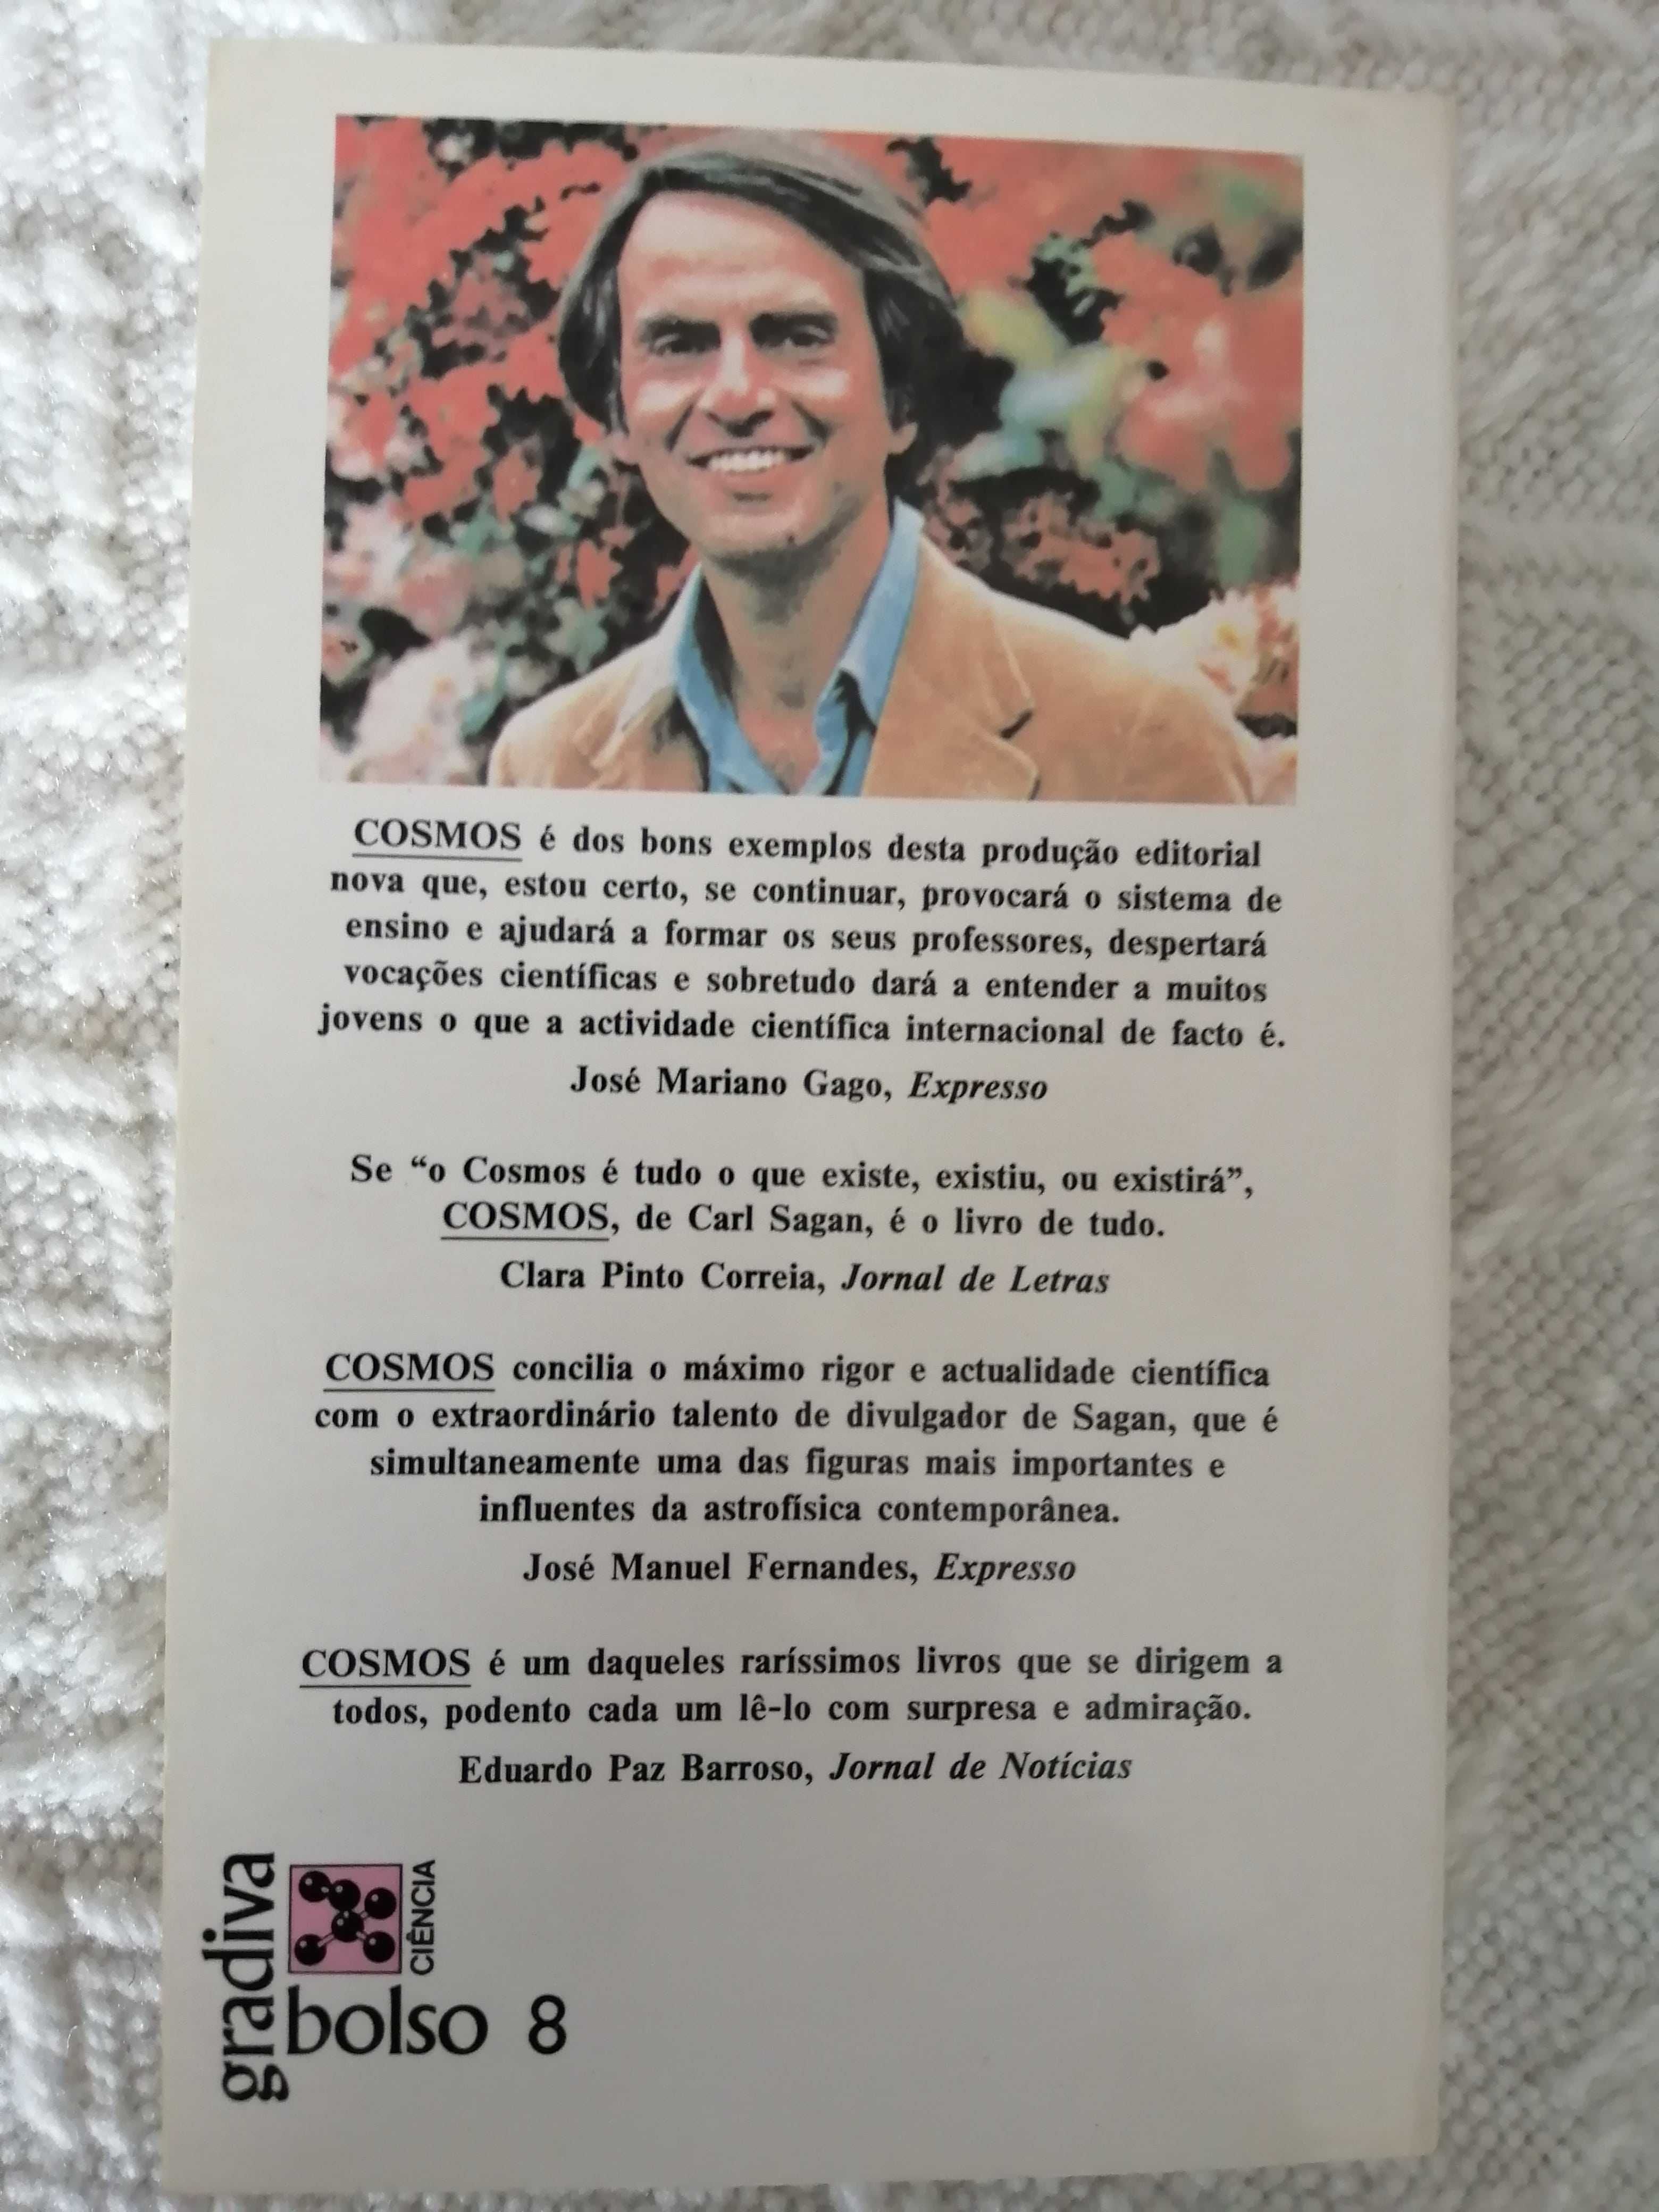 COSMOS é dos bons exemplos desta produção editorial
nova que, estou certo, se continuar, provocará o sistema de
ensino e ajudará a formar os seus professores, despertará
vocações científicas e sobretudo dará a entender a muitos
jovens o que a actividade científica internacional de facto é.
José Mariano Gago, Expresso
Se “o Cosmos é tudo o que existe, existiu, ou existirá”,
COSMOS, de Carl Sagan, é o livro de tudo.
Clara Pinto Correia, Jornal de Letras
COSMOS concilia o máximo rigor e actualidade científica
com o extraordinário talento de divulgador de Sagan, que é
simultaneamente uma das figuras mais importantes e
influentes da astrofísica contemporânea.
José Manuel Fernandes, Expresso
COSMOS é um daqueles raríssimos livros que se dirigem a
todos, podento cada um lê-lo com surpresa e admiração.
Eduardo Paz Barroso, Jornal de Notícias
gradiva
CIÊNCIA
bolso 8